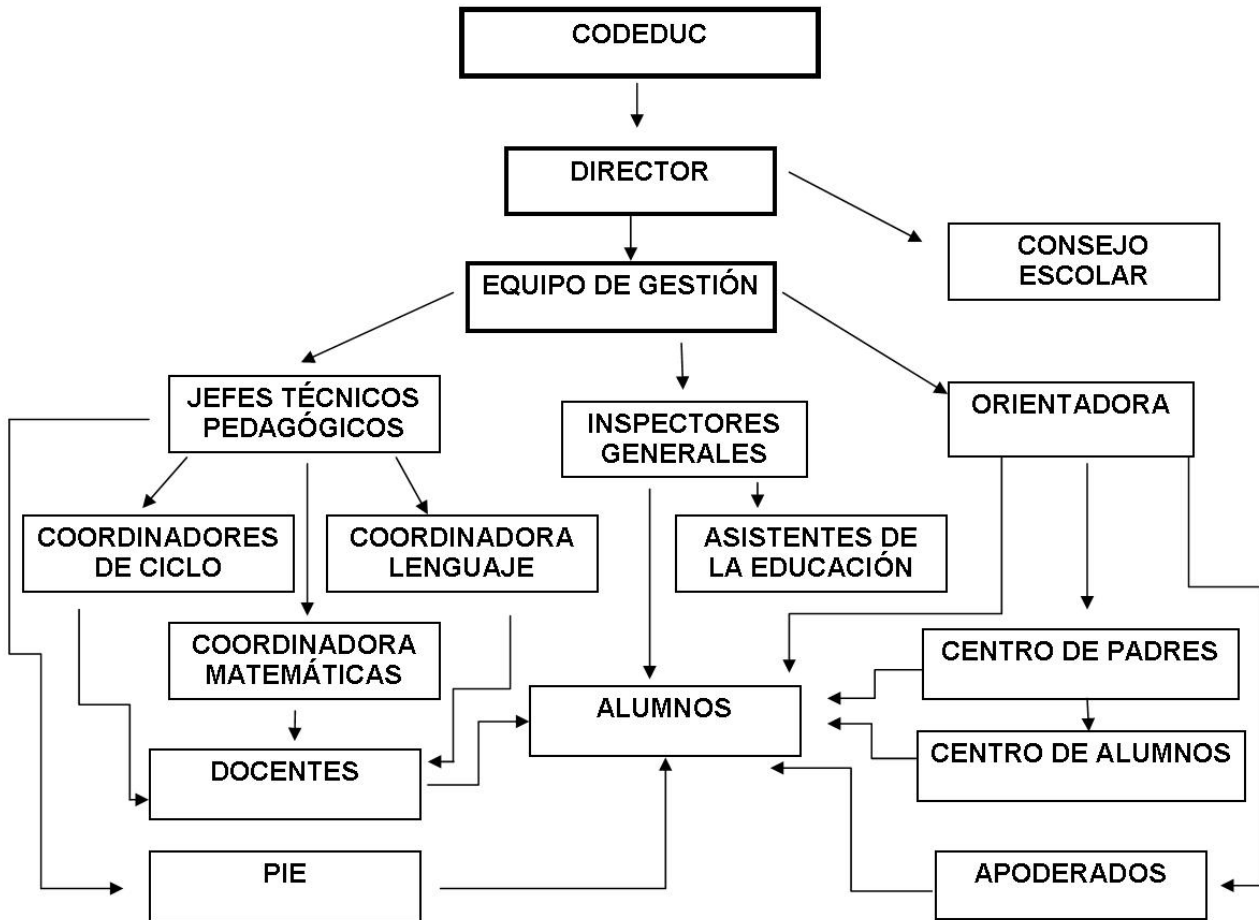 CODEDUC
DIRECTOR
CONSEJO
ESCOLAR
EQUIPO DE GESTIÓN
JEFES TÉCNICOS
PEDAGÓGICOS
INSPECTORES
GENERALES
ORIENTADORA
COORDINADORES
DE CICLO
COORDINADORA
LENGUAJE
ASISTENTES DE
LA EDUCACIÓN
COORDINADORA
MATEMÁTICAS
CENTRO DE PADRES
ALUMNOS
CENTRO DE ALUMNOS
DOCENTES
PIE
APODERADOS